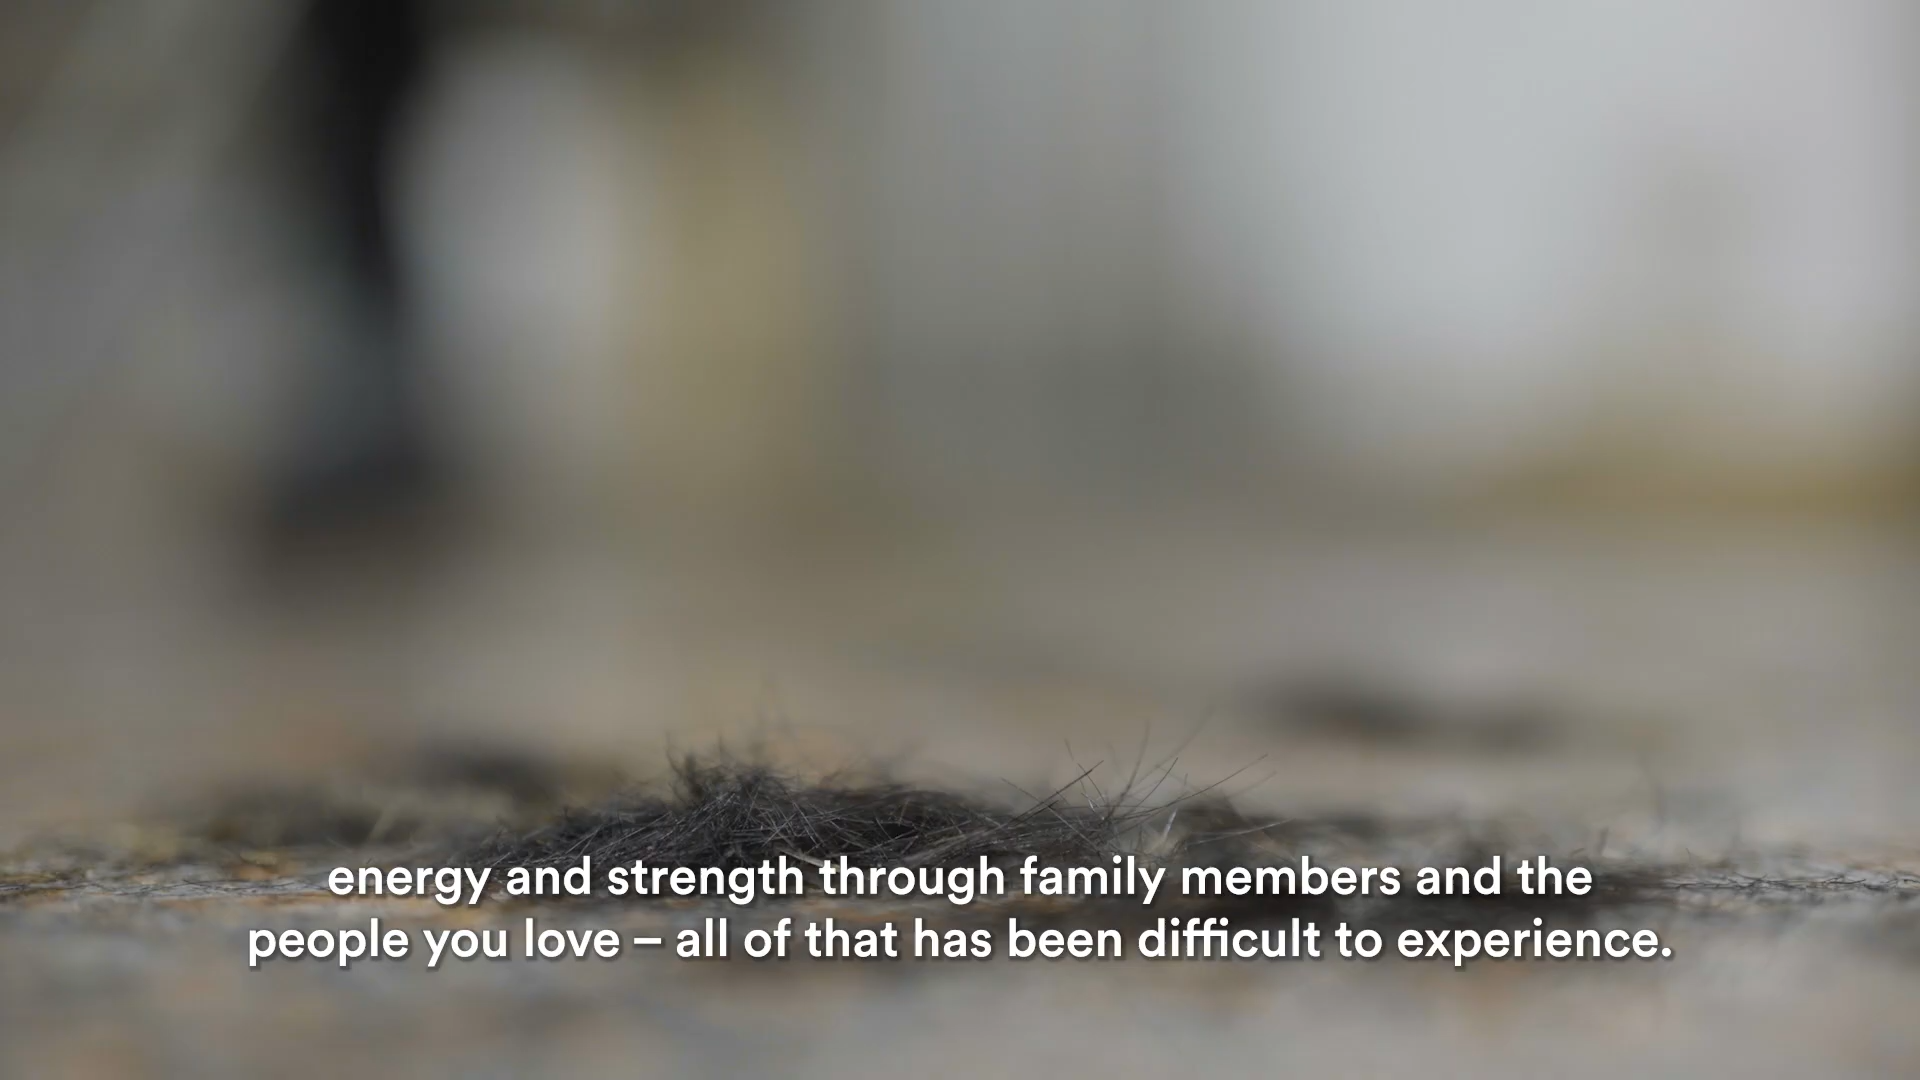 energy and strength through family members and the
people you love – all of that has been difficult to experience.